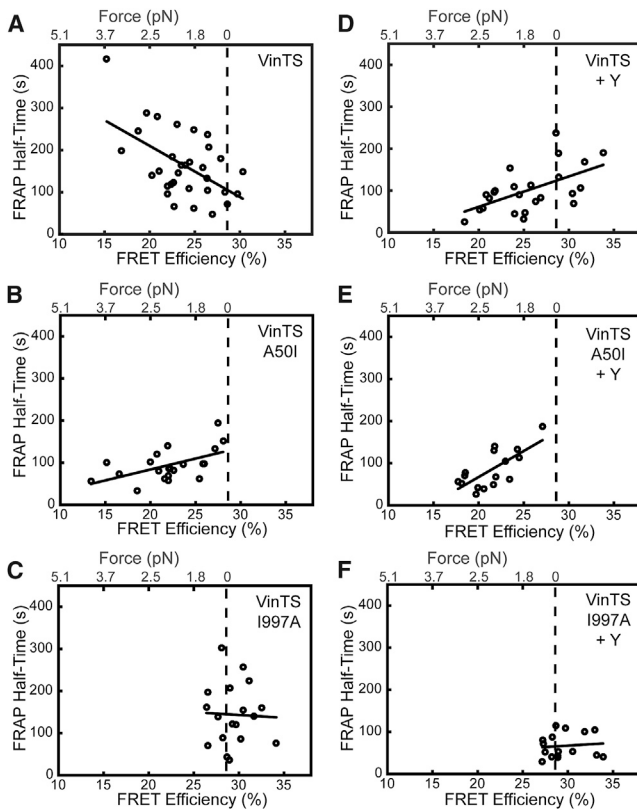 A
Force (pN)
5.1 3.7 2.5 1.8 0
FRAP Half-Time (s)
400
300
200
100
0
VinTS
10 15 20 25 30 35
FRET Efficiency (%)
D
Force (pN)
5.1 3.7 2.5 1.8 0
FRAP Half-Time (s)
400
300
200
100
0
VinTS
+ Y
10 15 20 25 30 35
FRET Efficiency (%)
B
Force (pN)
5.1 3.7 2.5 1.8 0
FRAP Half-Time (s)
400
300
200
100
0
VinTS
A50I
10 15 20 25 30 35
FRET Efficiency (%)
E
Force (pN)
5.1 3.7 2.5 1.8 0
FRAP Half-Time (s)
400
300
200
100
0
VinTS
A50I
+ Y
10 15 20 25 30 35
FRET Efficiency (%)
C
Force (pN)
5.1 3.7 2.5 1.8 0
FRAP Half-Time (s)
400
300
200
100
0
VinTS
I997A
10 15 20 25 30 35
FRET Efficiency (%)
F
Force (pN)
5.1 3.7 2.5 1.8 0
FRAP Half-Time (s)
400
300
200
100
0
VinTS
I997A
+ Y
10 15 20 25 30 35
FRET Efficiency (%)